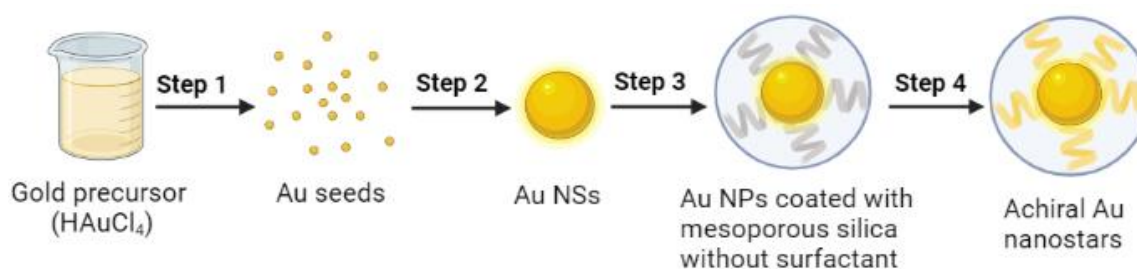 Step 1
Step 2
Step 3
Step 4
Gold precursor
(HAuCl₄)
Au seeds
Au NSs
Au NPs coated with
mesoporous silica
without surfactant
Achiral Au
nanostars